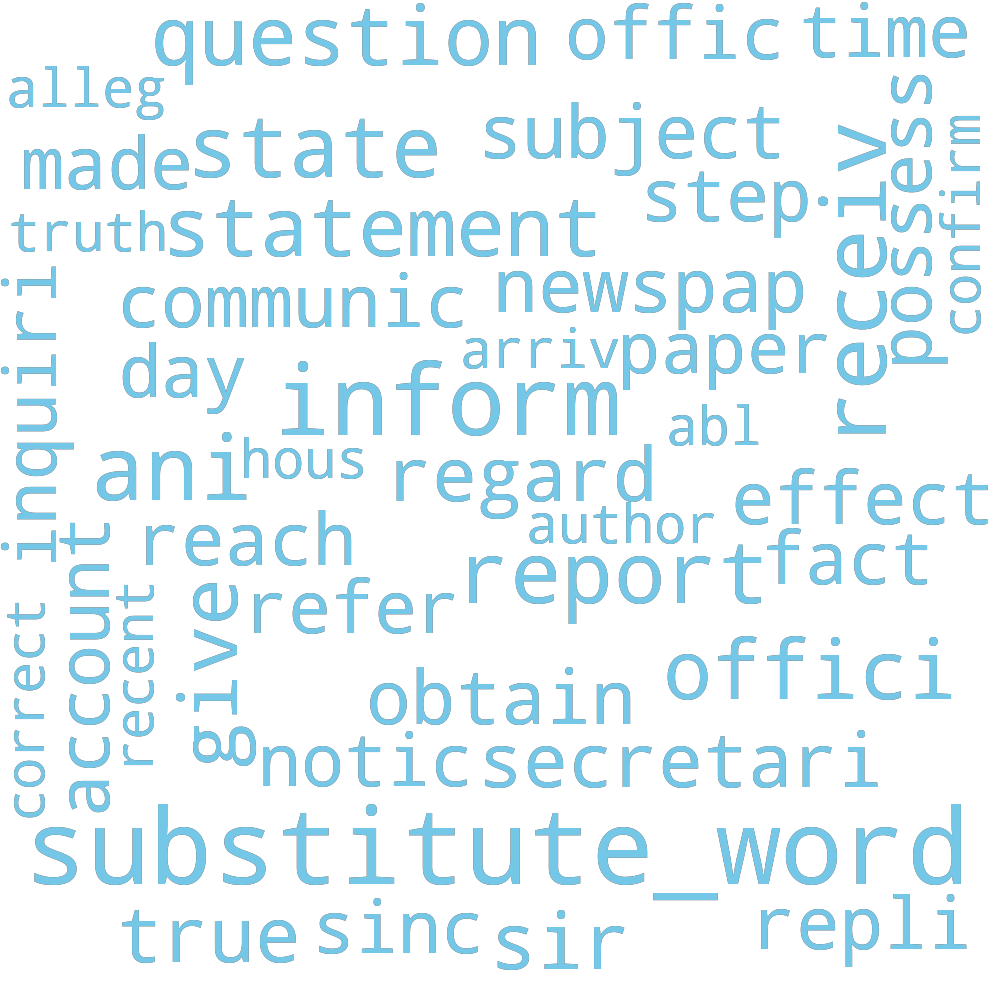 question
offic
time
alleg
made
state
subject
receiv
possess
confirm
step
truth
statement
inquiri
communic
newspap
day
arriv
paper
inform
abl
ani
hous
regard
effect
author
reach
account
report
fact
correct
recent
give
refer
obtain
offici
notic
secretari
substitute_word
true
sinc
sir
repli